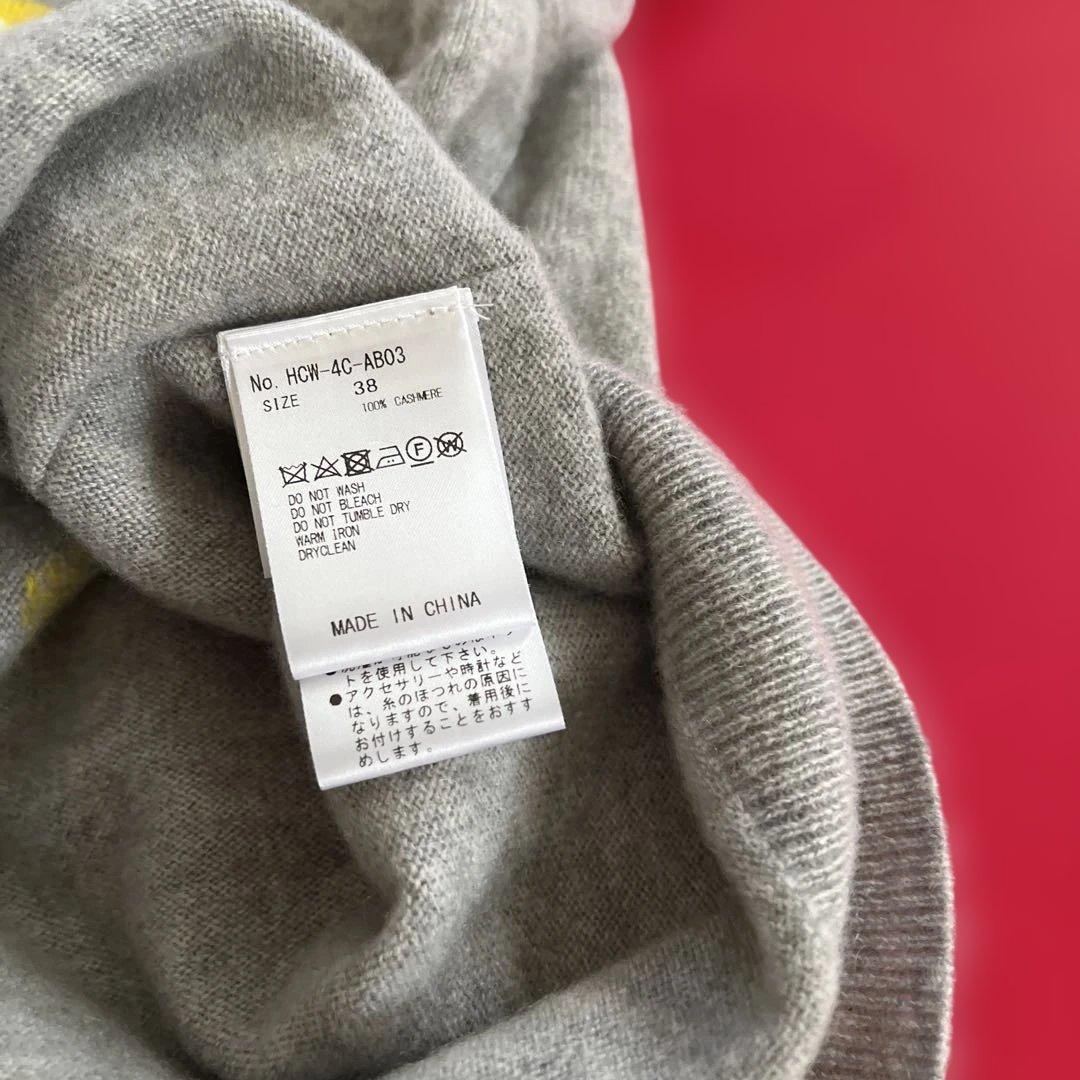 No. HCW-4C-AB03
SIZE 38
100% CASHMERE
F W
DO NOT WASH
DO NOT BLEACH
DO NOT TUMBLE DRY
WARM IRON
DRYCLEAN
MADE IN CHINA
トを使用して下さい。
●アクセサリーや時計など
は、糸のほつれの原因に
なりますので、着用後に
お付けすることをおすす
めします。